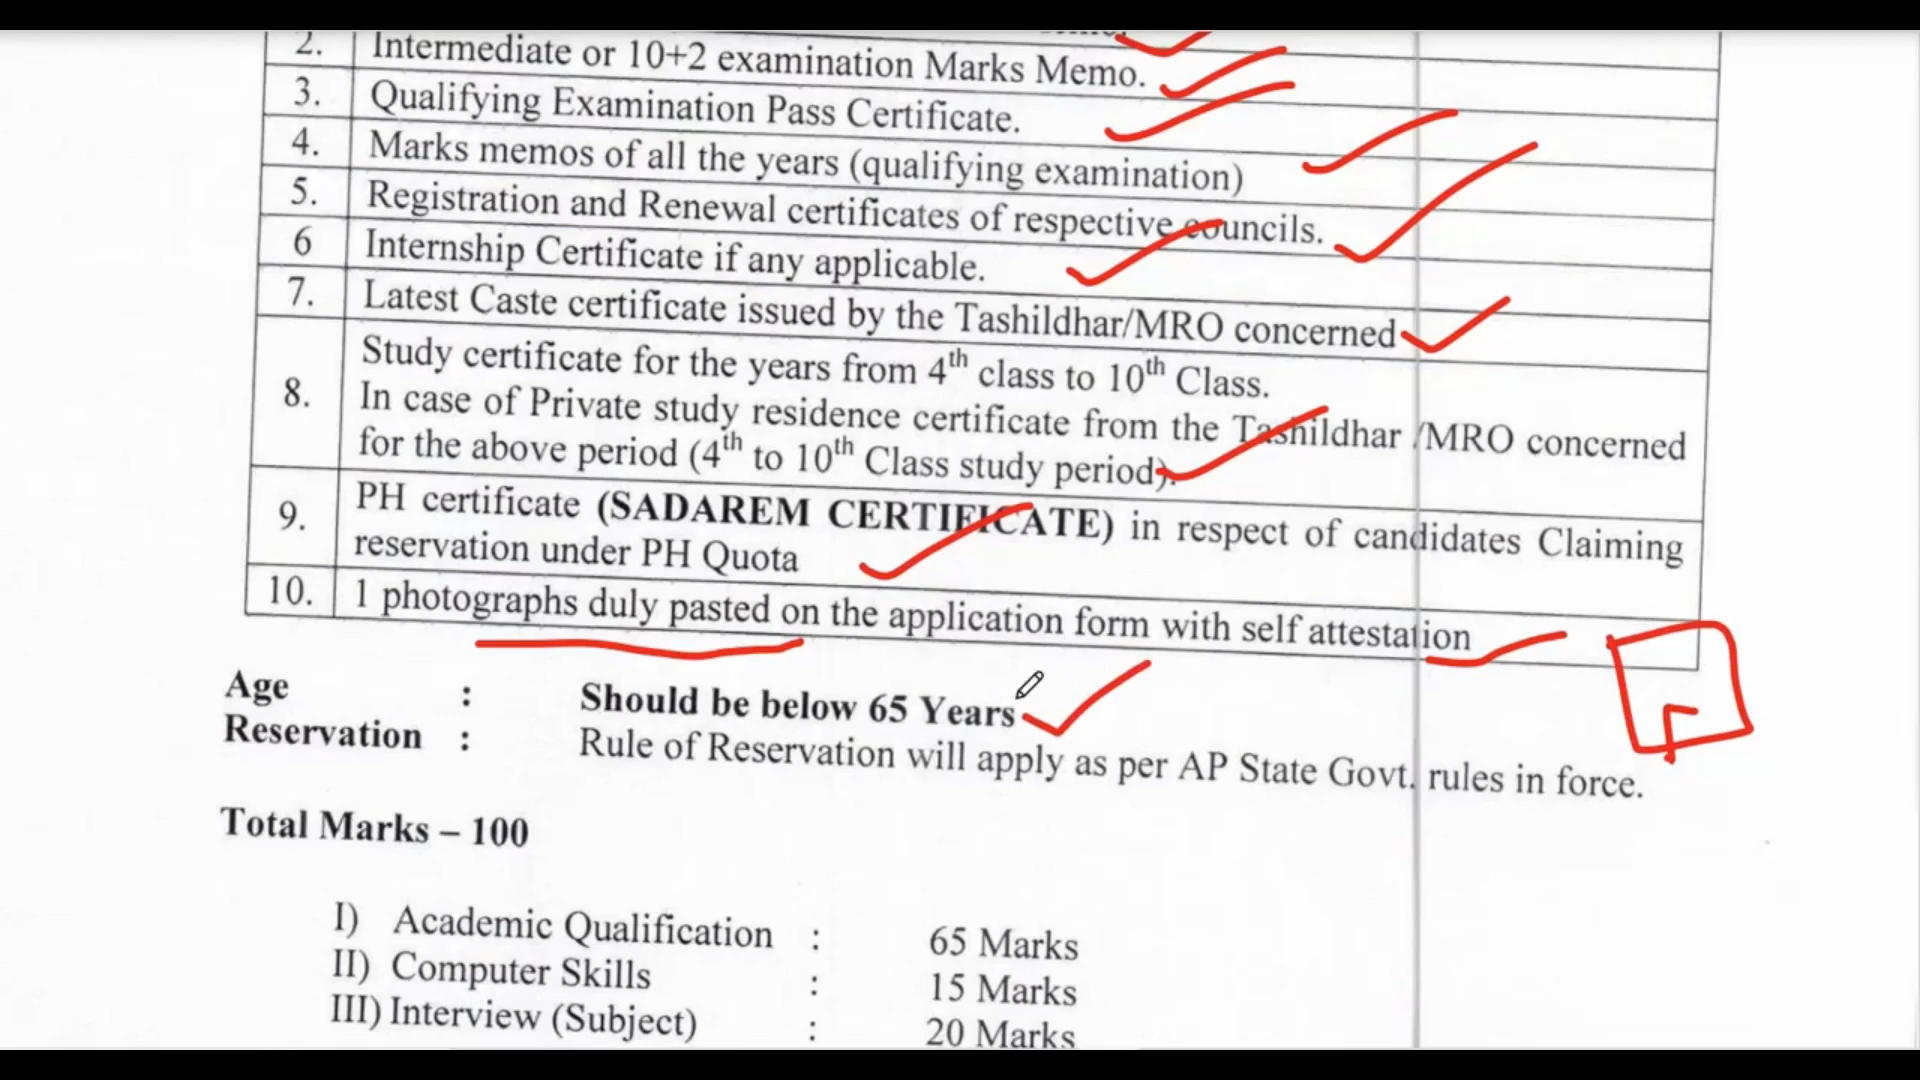 2. Intermediate or 10+2 examination Marks Memo.
3. Qualifying Examination Pass Certificate.
4. Marks memos of all the years (qualifying examination)
5. Registration and Renewal certificates of respective councils.
6 Internship Certificate if any applicable.
7. Latest Caste certificate issued by the Tashildhar/MRO concerned
8. Study certificate for the years from 4th class to 10th Class.
In case of Private study residence certificate from the Tashildhar /MRO concerned
for the above period (4th to 10th Class study period).
9. PH certificate (SADAREM CERTIFICATE) in respect of candidates Claiming
reservation under PH Quota
10. 1 photographs duly pasted on the application form with self attestation
Age : Should be below 65 Years
Reservation : Rule of Reservation will apply as per AP State Govt. rules in force.
Total Marks – 100
I) Academic Qualification : 65 Marks
II) Computer Skills : 15 Marks
III) Interview (Subject) : 20 Marks